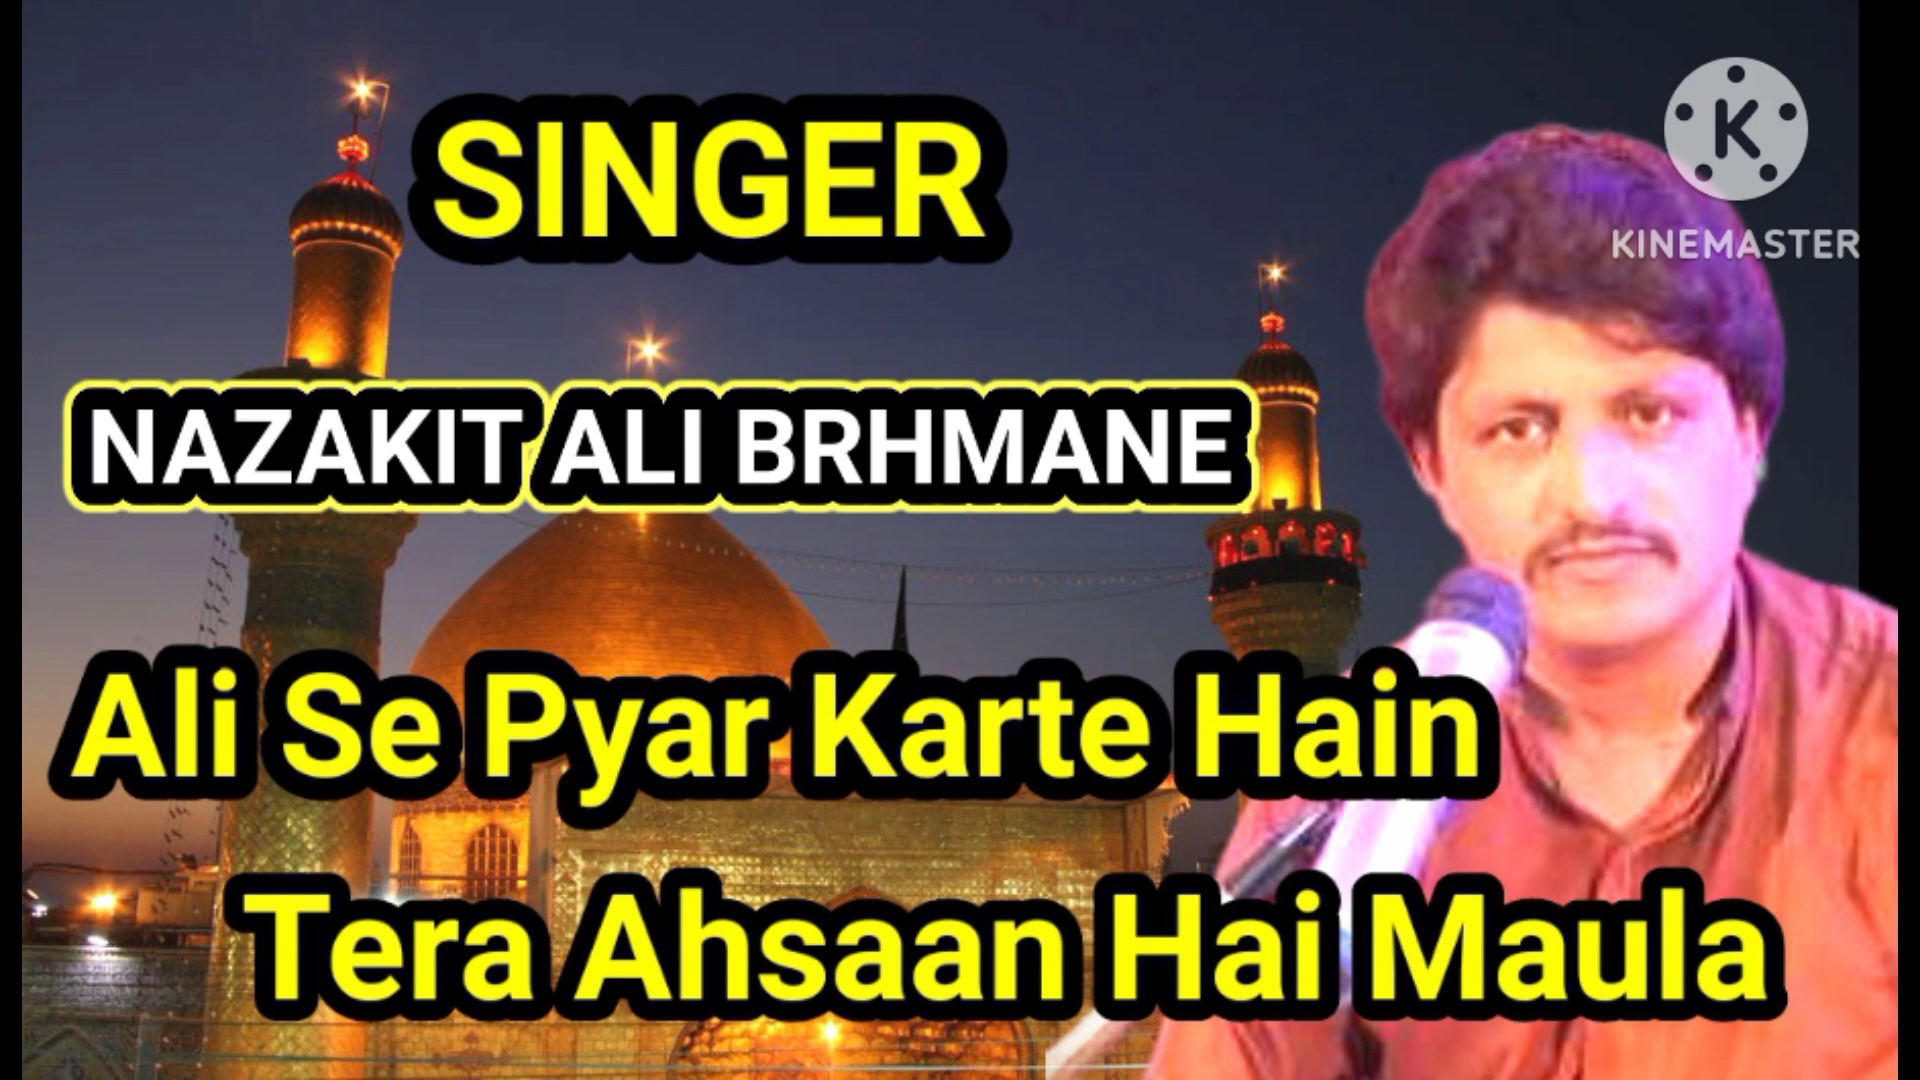 SINGER
K
KINEMASTER
NAZAKIT ALI BRHMANE
Ali Se Pyar Karte Hain
Tera Ahsaan Hai Maula